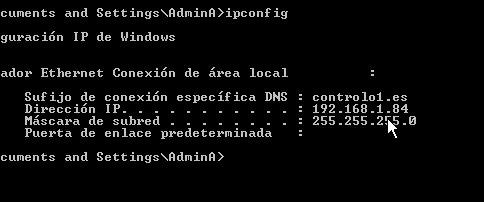 cuments and Settings\AdminA>ipconfig
guración IP de Windows
ador Ethernet Conexión de área local          :
Sufijo de conexión específica DNS : controlo1.es
Dirección IP. . . . . . . . . . . : 192.168.1.84
Máscara de subred . . . . . . . . : 255.255.255.0
Puerta de enlace predeterminada   :
cuments and Settings\AdminA>